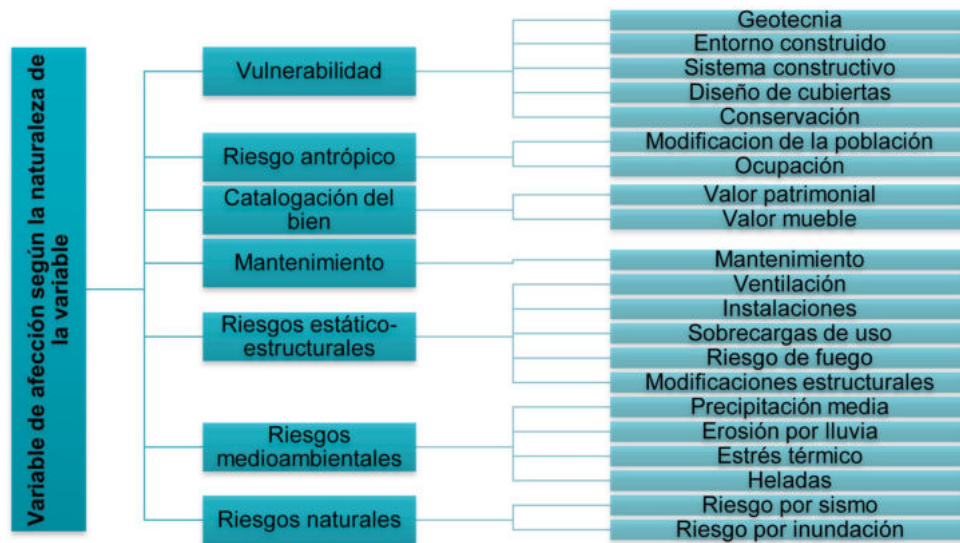 Variable de afección según la naturaleza de
la variable
Vulnerabilidad
Geotecnia
Entorno construido
Sistema constructivo
Diseño de cubiertas
Conservación
Riesgo antrópico
Modificacion de la población
Ocupación
Catalogación del
bien
Valor patrimonial
Valor mueble
Mantenimiento
Mantenimiento
Riesgos estático-
estructurales
Ventilación
Instalaciones
Sobrecargas de uso
Riesgo de fuego
Modificaciones estructurales
Riesgos
medioambientales
Precipitación media
Erosión por lluvia
Estrés térmico
Heladas
Riesgos naturales
Riesgo por sismo
Riesgo por inundación